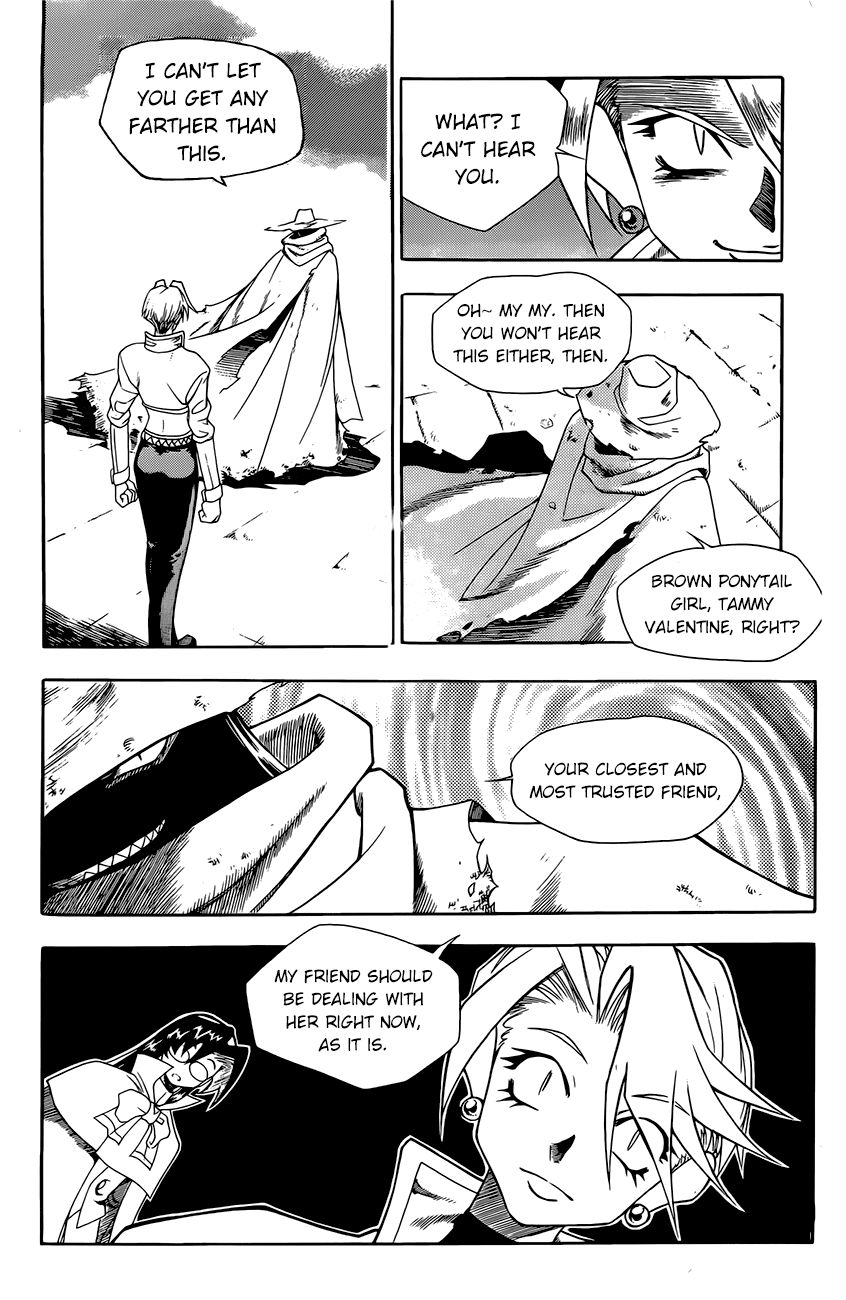 I CAN'T LET
YOU GET ANY
FARTHER THAN
THIS.
WHAT? I
CAN'T HEAR
YOU.
OH~ MY MY. THEN
YOU WON'T HEAR
THIS EITHER, THEN.
BROWN PONYTAIL
GIRL, TAMMY
VALENTINE, RIGHT?
YOUR CLOSEST AND
MOST TRUSTED FRIEND,
MY FRIEND SHOULD
BE DEALING WITH
HER RIGHT NOW,
AS IT IS.